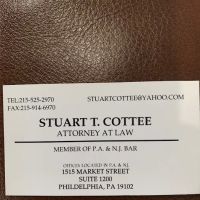 TEL:215-525-2970
FAX:215-914-6970
STUARTCOTTEE@YAHOO.COM
STUART T. COTTEE
ATTORNEY AT LAW
MEMBER OF P.A. & N.J. BAR
OFFICES LOCATED IN P.A. & N.J.
1515 MARKET STREET
SUITE 1200
PHILDELPHIA, PA 19102